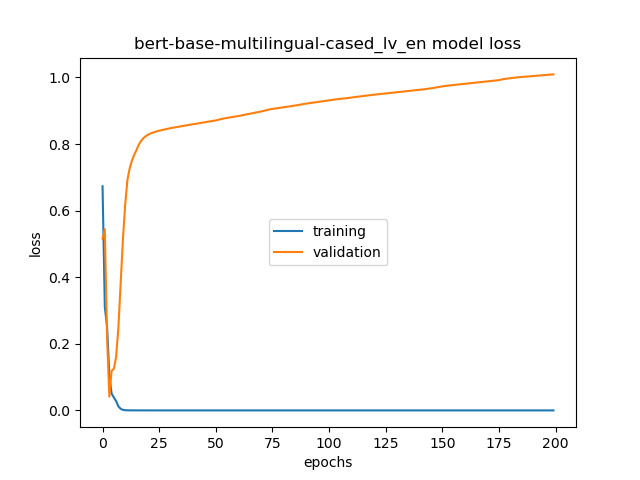 bert-base-multilingual-cased_lv_en model loss
1.0
0.8
0.6
0.4
0.2
0.0
loss
training
validation
0 25 50 75 100 125 150 175 200
epochs